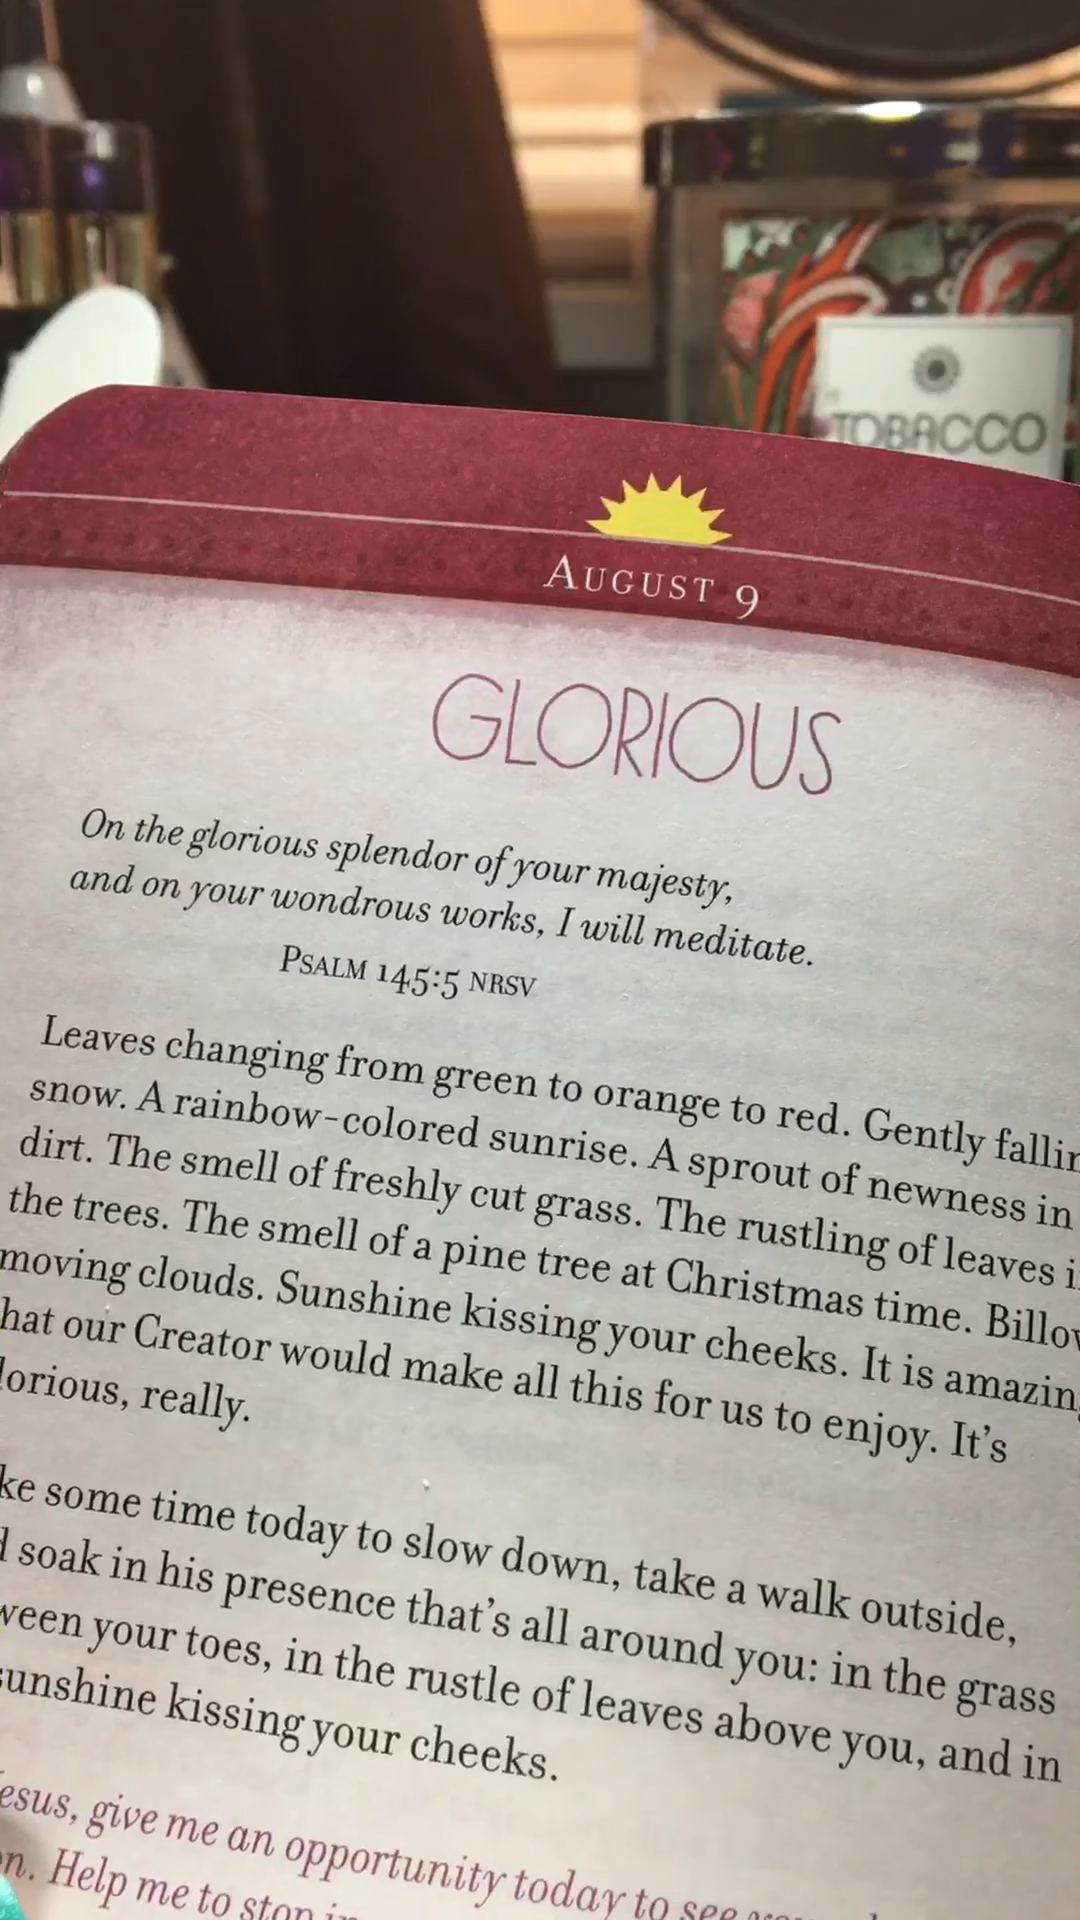 TOBACCO
AUGUST 9
GLORIOUS
On the glorious splendor of your majesty,
and on your wondrous works, I will meditate.
PSALM 145:5 NRSV
Leaves changing from green to orange to red. Gently
snow. A rainbow-colored sunrise. A sprout of newness in
dirt. The smell of freshly cut grass. The rustling of leaves
the trees. The smell of a pine tree at Christmas time.
moving clouds. Sunshine kissing your cheeks. It is
our Creator would make all this for us to enjoy. It's
really.
some time today to slow down, take a walk outside,
soak in his presence that's all around you: in the grass
your toes, in the rustle of leaves above you, and in
sunshine kissing your cheeks.
give me an opportunity today to see
Help me to stop